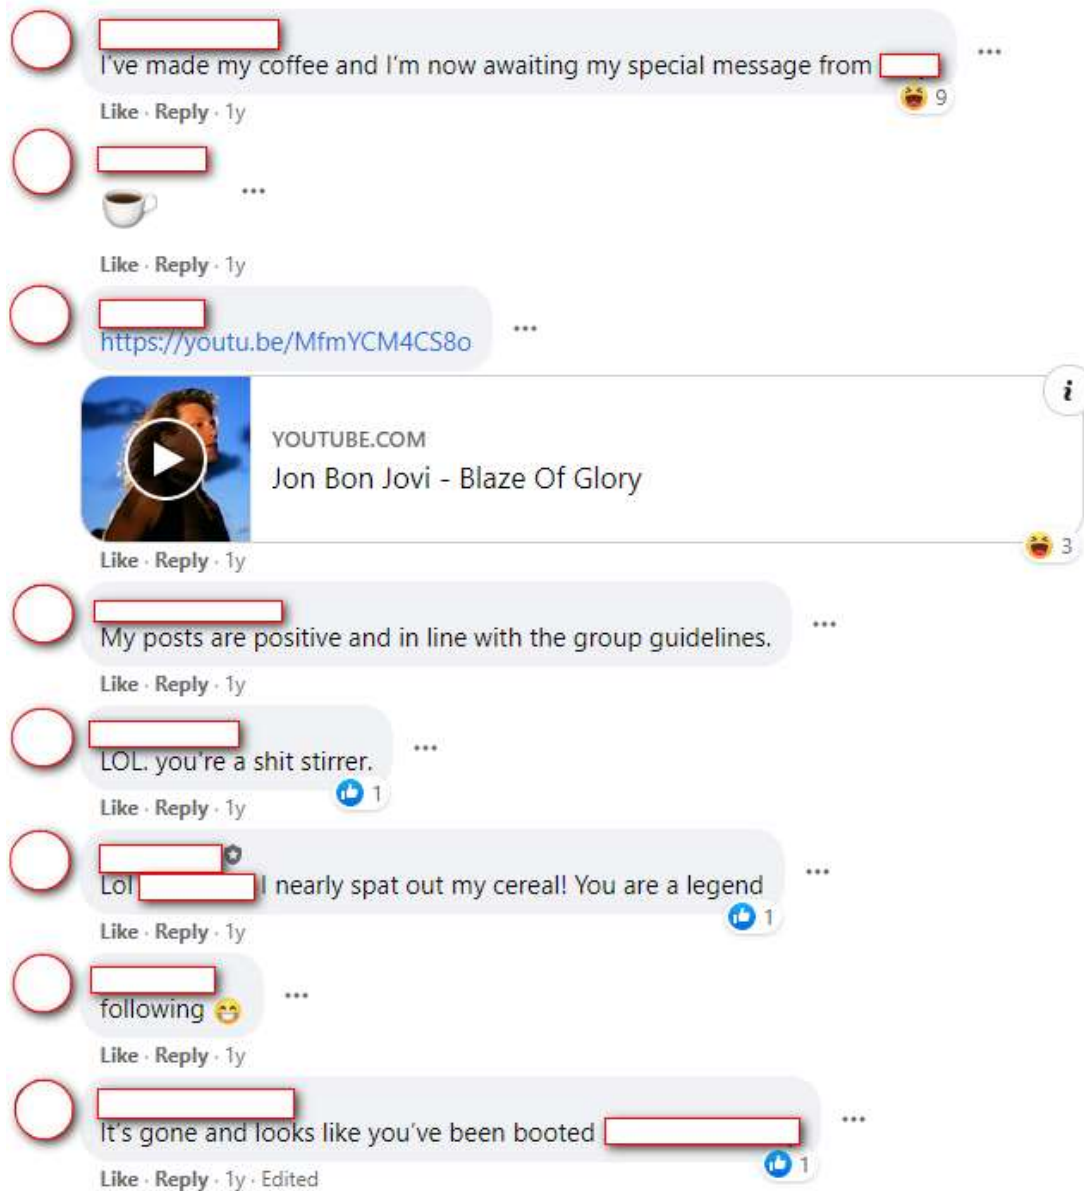 I've made my coffee and I'm now awaiting my special message from
9
Like · Reply · 1y
Like · Reply · 1y
https://youtu.be/MfmYCM4CS8o
i
YOUTUBE.COM
Jon Bon Jovi - Blaze Of Glory
3
Like · Reply · 1y
My posts are positive and in line with the group guidelines.
Like · Reply · 1y
LOL. you're a shit stirrer.
1
Like · Reply · 1y
Lol I nearly spat out my cereal! You are a legend
1
Like · Reply · 1y
following
Like · Reply · 1y
It's gone and looks like you've been booted
1
Like · Reply · 1y · Edited